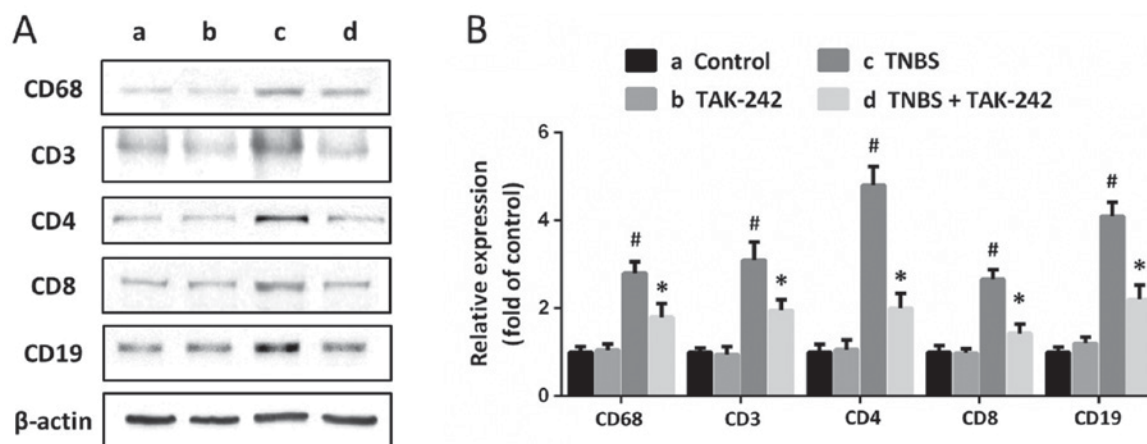 A
a b c d
CD68
CD3
CD4
CD8
CD19
β-actin
B
a Control
c TNBS
b TAK-242
d TNBS + TAK-242
Relative expression
(fold of control)
6
4
2
0
#
*
#
*
#
*
#
*
#
*
CD68 CD3 CD4 CD8 CD19